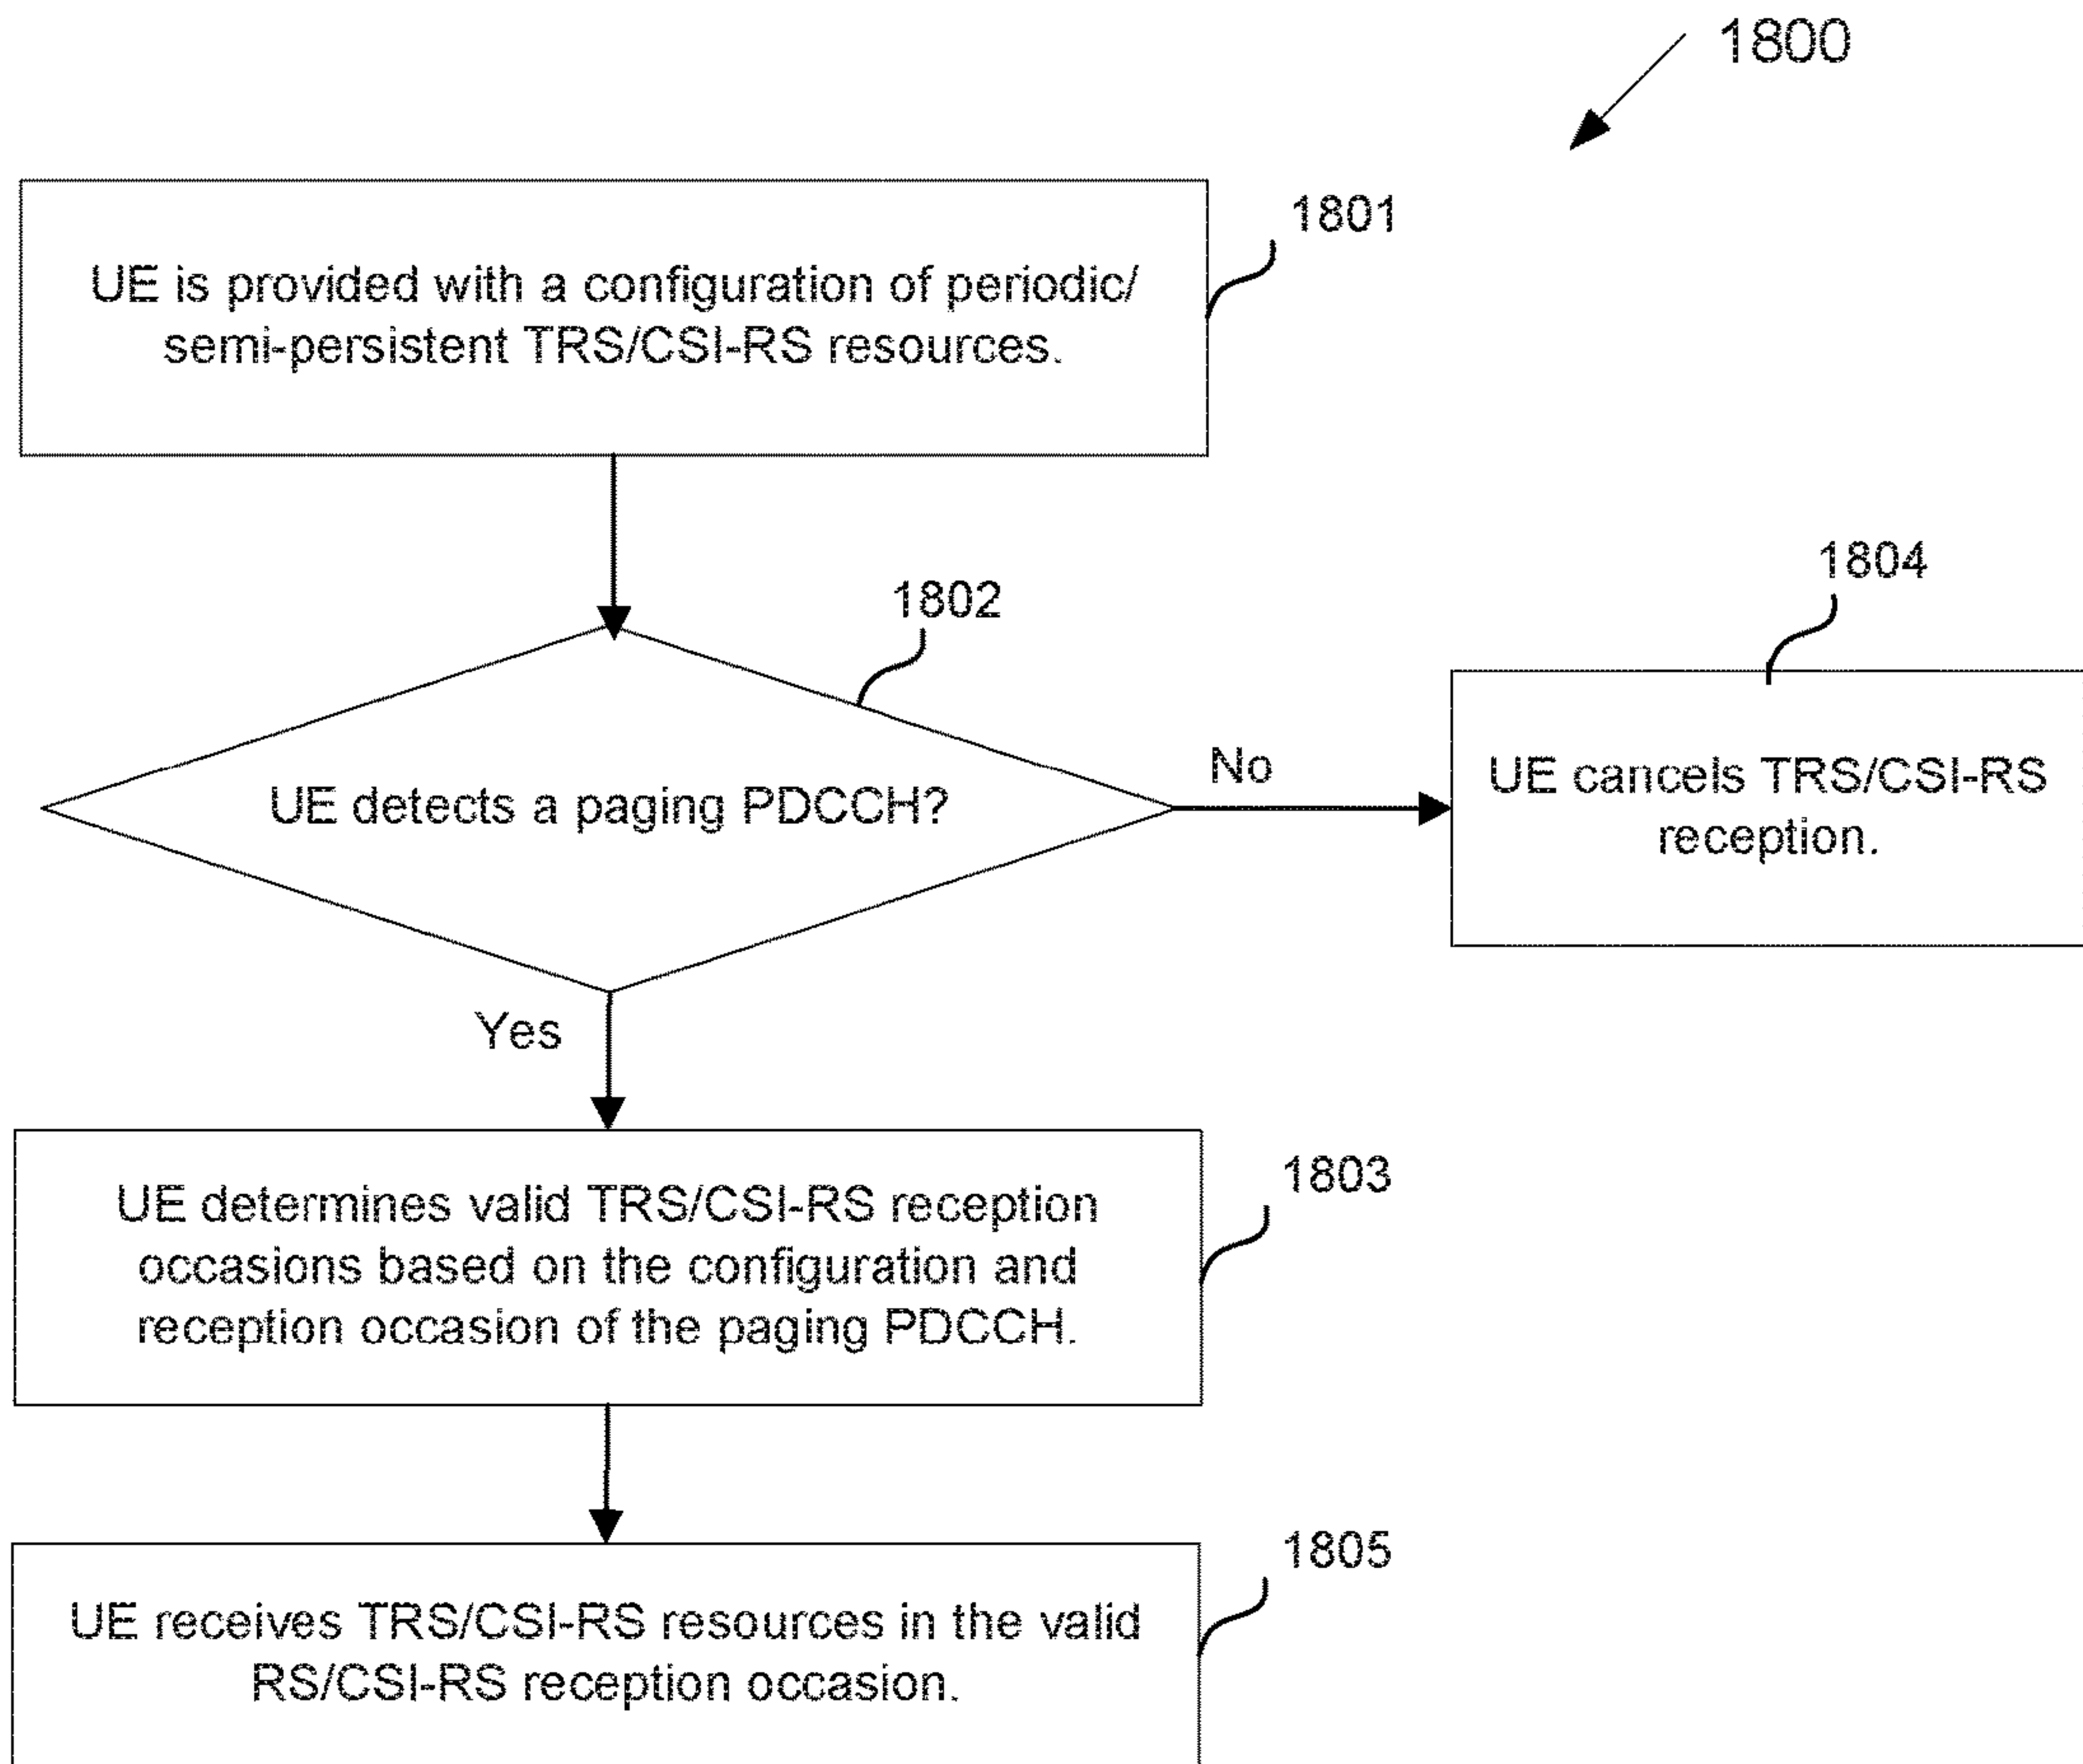 1800
1801
UE is provided with a configuration of periodic/
semi-persistent TRS/CSI-RS resources.
1802
1804
UE detects a paging PDCCH?
No
UE cancels TRS/CSI-RS
reception.
Yes
1803
UE determines valid TRS/CSI-RS reception
occasions based on the configuration and
reception occasion of the paging PDCCH.
1805
UE receives TRS/CSI-RS resources in the valid
RS/CSI-RS reception occasion.